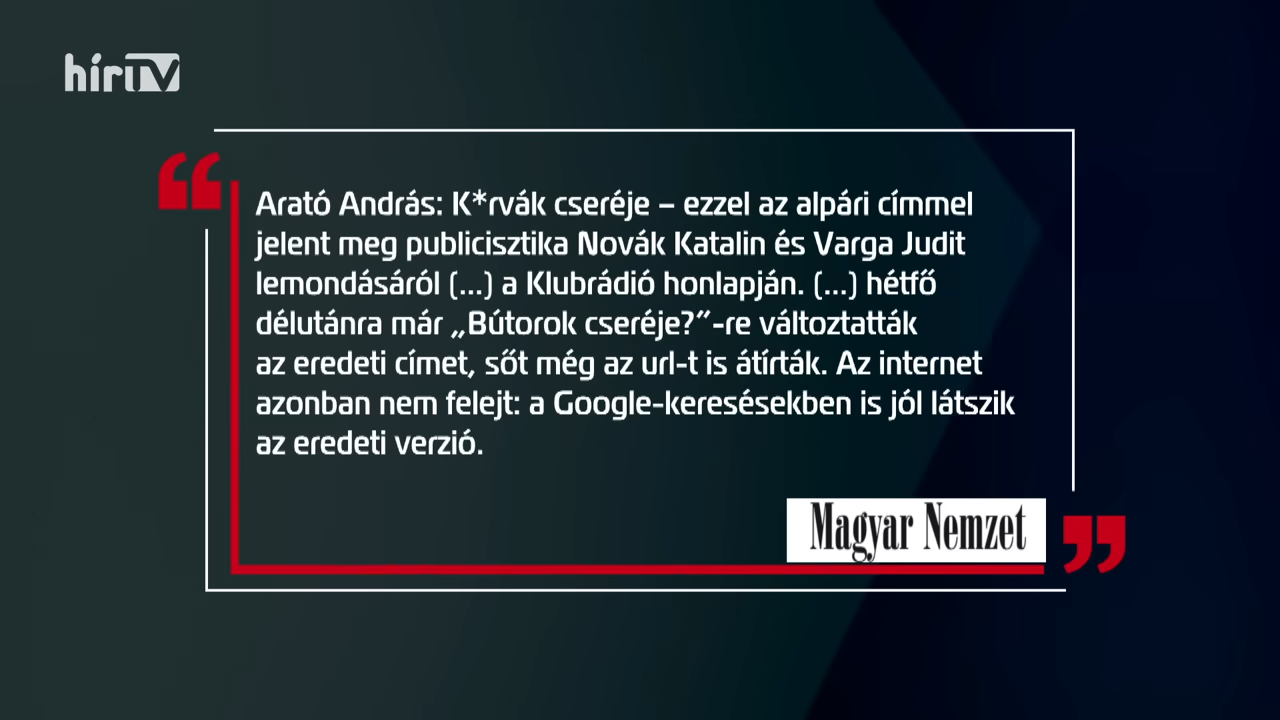 hírTV
Arató András: K*rvák cseréje – ezzel az alpári címmel
jelent meg publicisztika Novák Katalin és Varga Judit
lemondásáról (...) a Klubrádió honlapján. (...) hétfő
délutánra már „Bútorok cseréje?”-re változtatták
az eredeti címet, sőt még az url-t is átírták. Az internet
azonban nem felejt: a Google-keresésekben is jól látszik
az eredeti verzió.
Magyar Nemzet